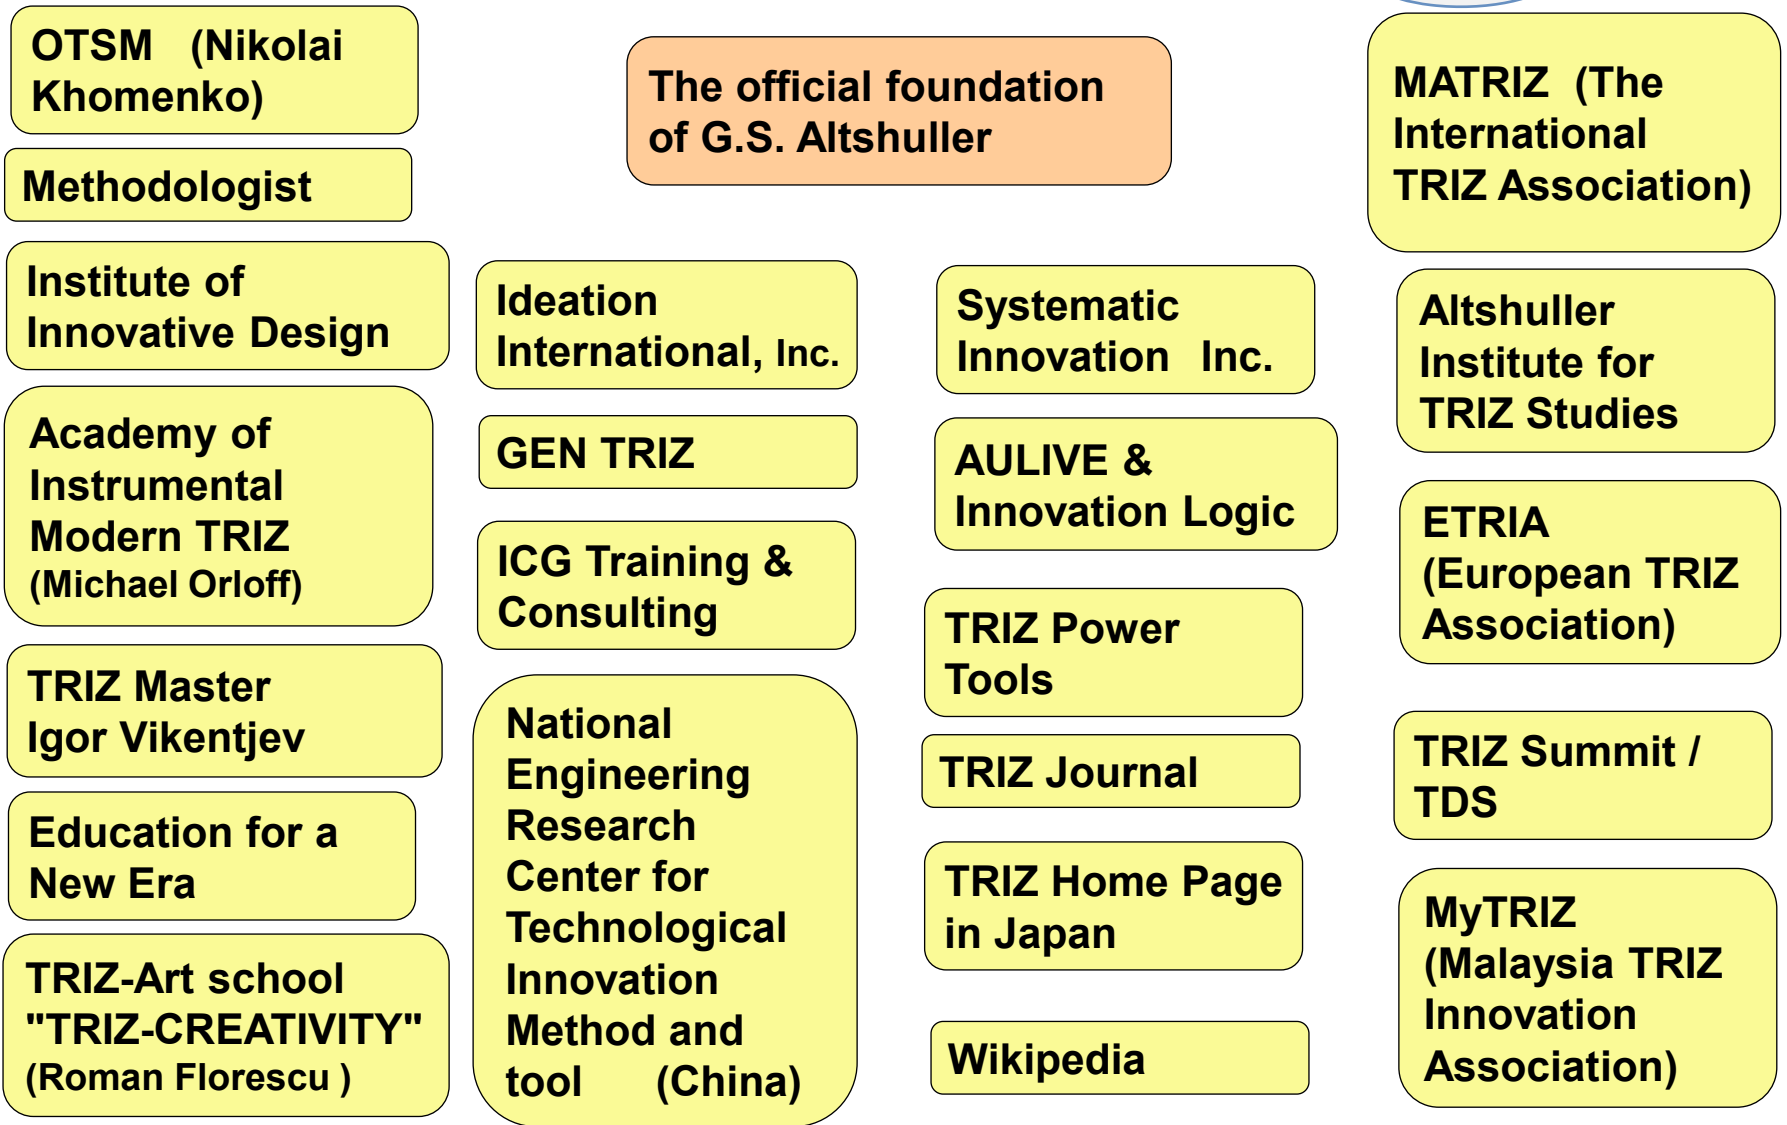 OTSM (Nikolai
Khomenko)
Methodologist
Institute of
Innovative Design
Academy of
Instrumental
Modern TRIZ
(Michael Orloff)
TRIZ Master
Igor Vikentjev
Education for a
New Era
TRIZ-Art school
"TRIZ-CREATIVITY"
(Roman Florescu )
The official foundation
of G.S. Altshuller
Ideation
International, Inc.
GEN TRIZ
ICG Training &
Consulting
National
Engineering
Research
Center for
Technological
Innovation
Method and
tool (China)
Systematic
Innovation Inc.
AULIVE &
Innovation Logic
TRIZ Power
Tools
TRIZ Journal
TRIZ Home Page
in Japan
Wikipedia
MATRIZ (The
International
TRIZ Association)
Altshuller
Institute for
TRIZ Studies
ETRIA
(European TRIZ
Association)
TRIZ Summit /
TDS
MyTRIZ
(Malaysia TRIZ
Innovation
Association)